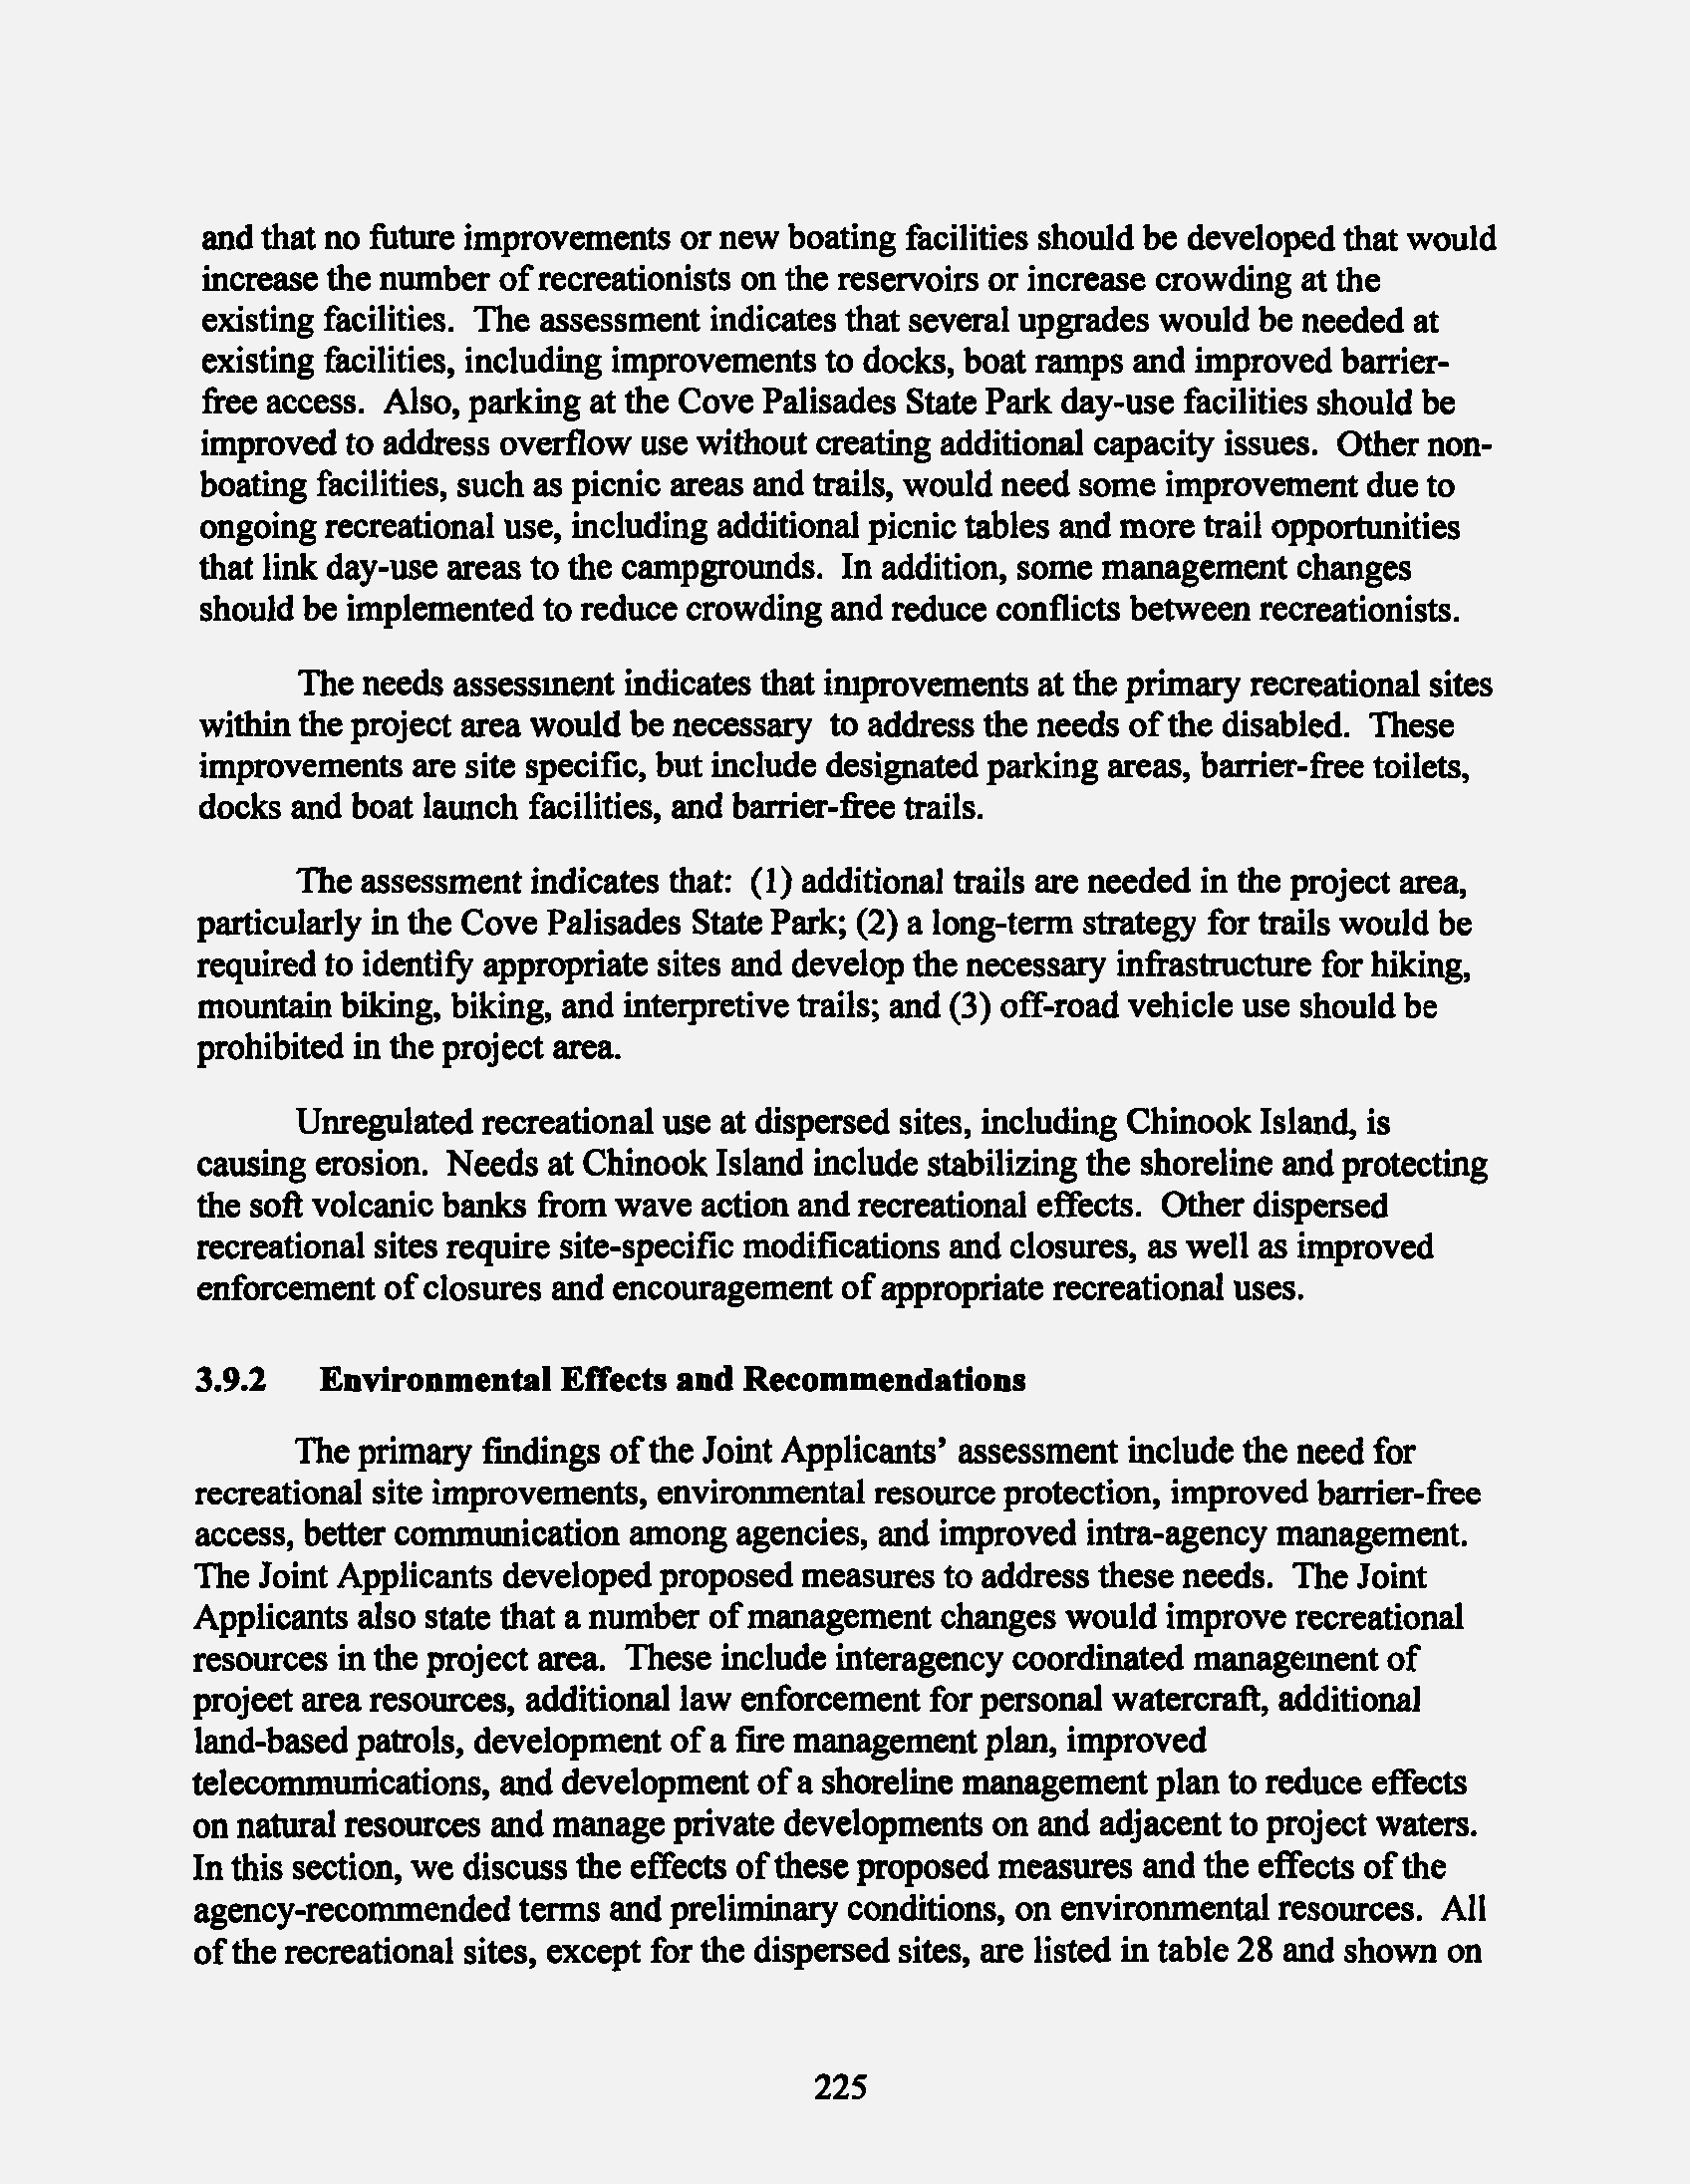 and that no future improvements or new boating facilities should be developed that would
increase the number of recreationists on the reservoirs or increase crowding at the
existing facilities. The assessment indicates that several upgrades would be needed at
existing facilities, including improvements to docks, boat ramps and improved barrier-
free access. Also, parking at the Cove Palisades State Park day-use facilities should be
improved to address overflow use without creating additional capacity issues. Other non-
boating facilities, such as picnic areas and trails, would need some improvement due to
ongoing recreational use, including additional picnic tables and more trail opportunities
that link day-use areas to the campgrounds. In addition, some management changes
should be implemented to reduce crowding and reduce conflicts between recreationists.
The needs assessment indicates that improvements at the primary recreational sites
within the project area would be necessary to address the needs of the disabled. These
improvements are site specific, but include designated parking areas, barrier-free toilets,
docks and boat launch facilities, and barrier-free trails.
The assessment indicates that: (1) additional trails are needed in the project area,
particularly in the Cove Palisades State Park; (2) a long-term strategy for trails would be
required to identify appropriate sites and develop the necessary infrastructure for hiking,
mountain biking, biking, and interpretive trails; and (3) off-road vehicle use should be
prohibited in the project area.
Unregulated recreational use at dispersed sites, including Chinook Island, is
causing erosion. Needs at Chinook Island include stabilizing the shoreline and protecting
the soft volcanic banks from wave action and recreational effects. Other dispersed
recreational sites require site-specific modifications and closures, as well as improved
enforcement of closures and encouragement of appropriate recreational uses.
3.9.2 Environmental Effects and Recommendations
The primary findings of the Joint Applicants' assessment include the need for
recreational site improvements, environmental resource protection, improved barrier-free
access, better communication among agencies, and improved intra-agency management.
The Joint Applicants developed proposed measures to address these needs. The Joint
Applicants also state that a number of management changes would improve recreational
resources in the project area. These include interagency coordinated management of
project area resources, additional law enforcement for personal watercraft, additional
land-based patrols, development of a fire management plan, improved
telecommunications, and development of a shoreline management plan to reduce effects
on natural resources and manage private developments on and adjacent to project waters.
In this section, we discuss the effects of these proposed measures and the effects of the
agency-recommended terms and preliminary conditions, on environmental resources. All
of the recreational sites, except for the dispersed sites, are listed in table 28 and shown on
225